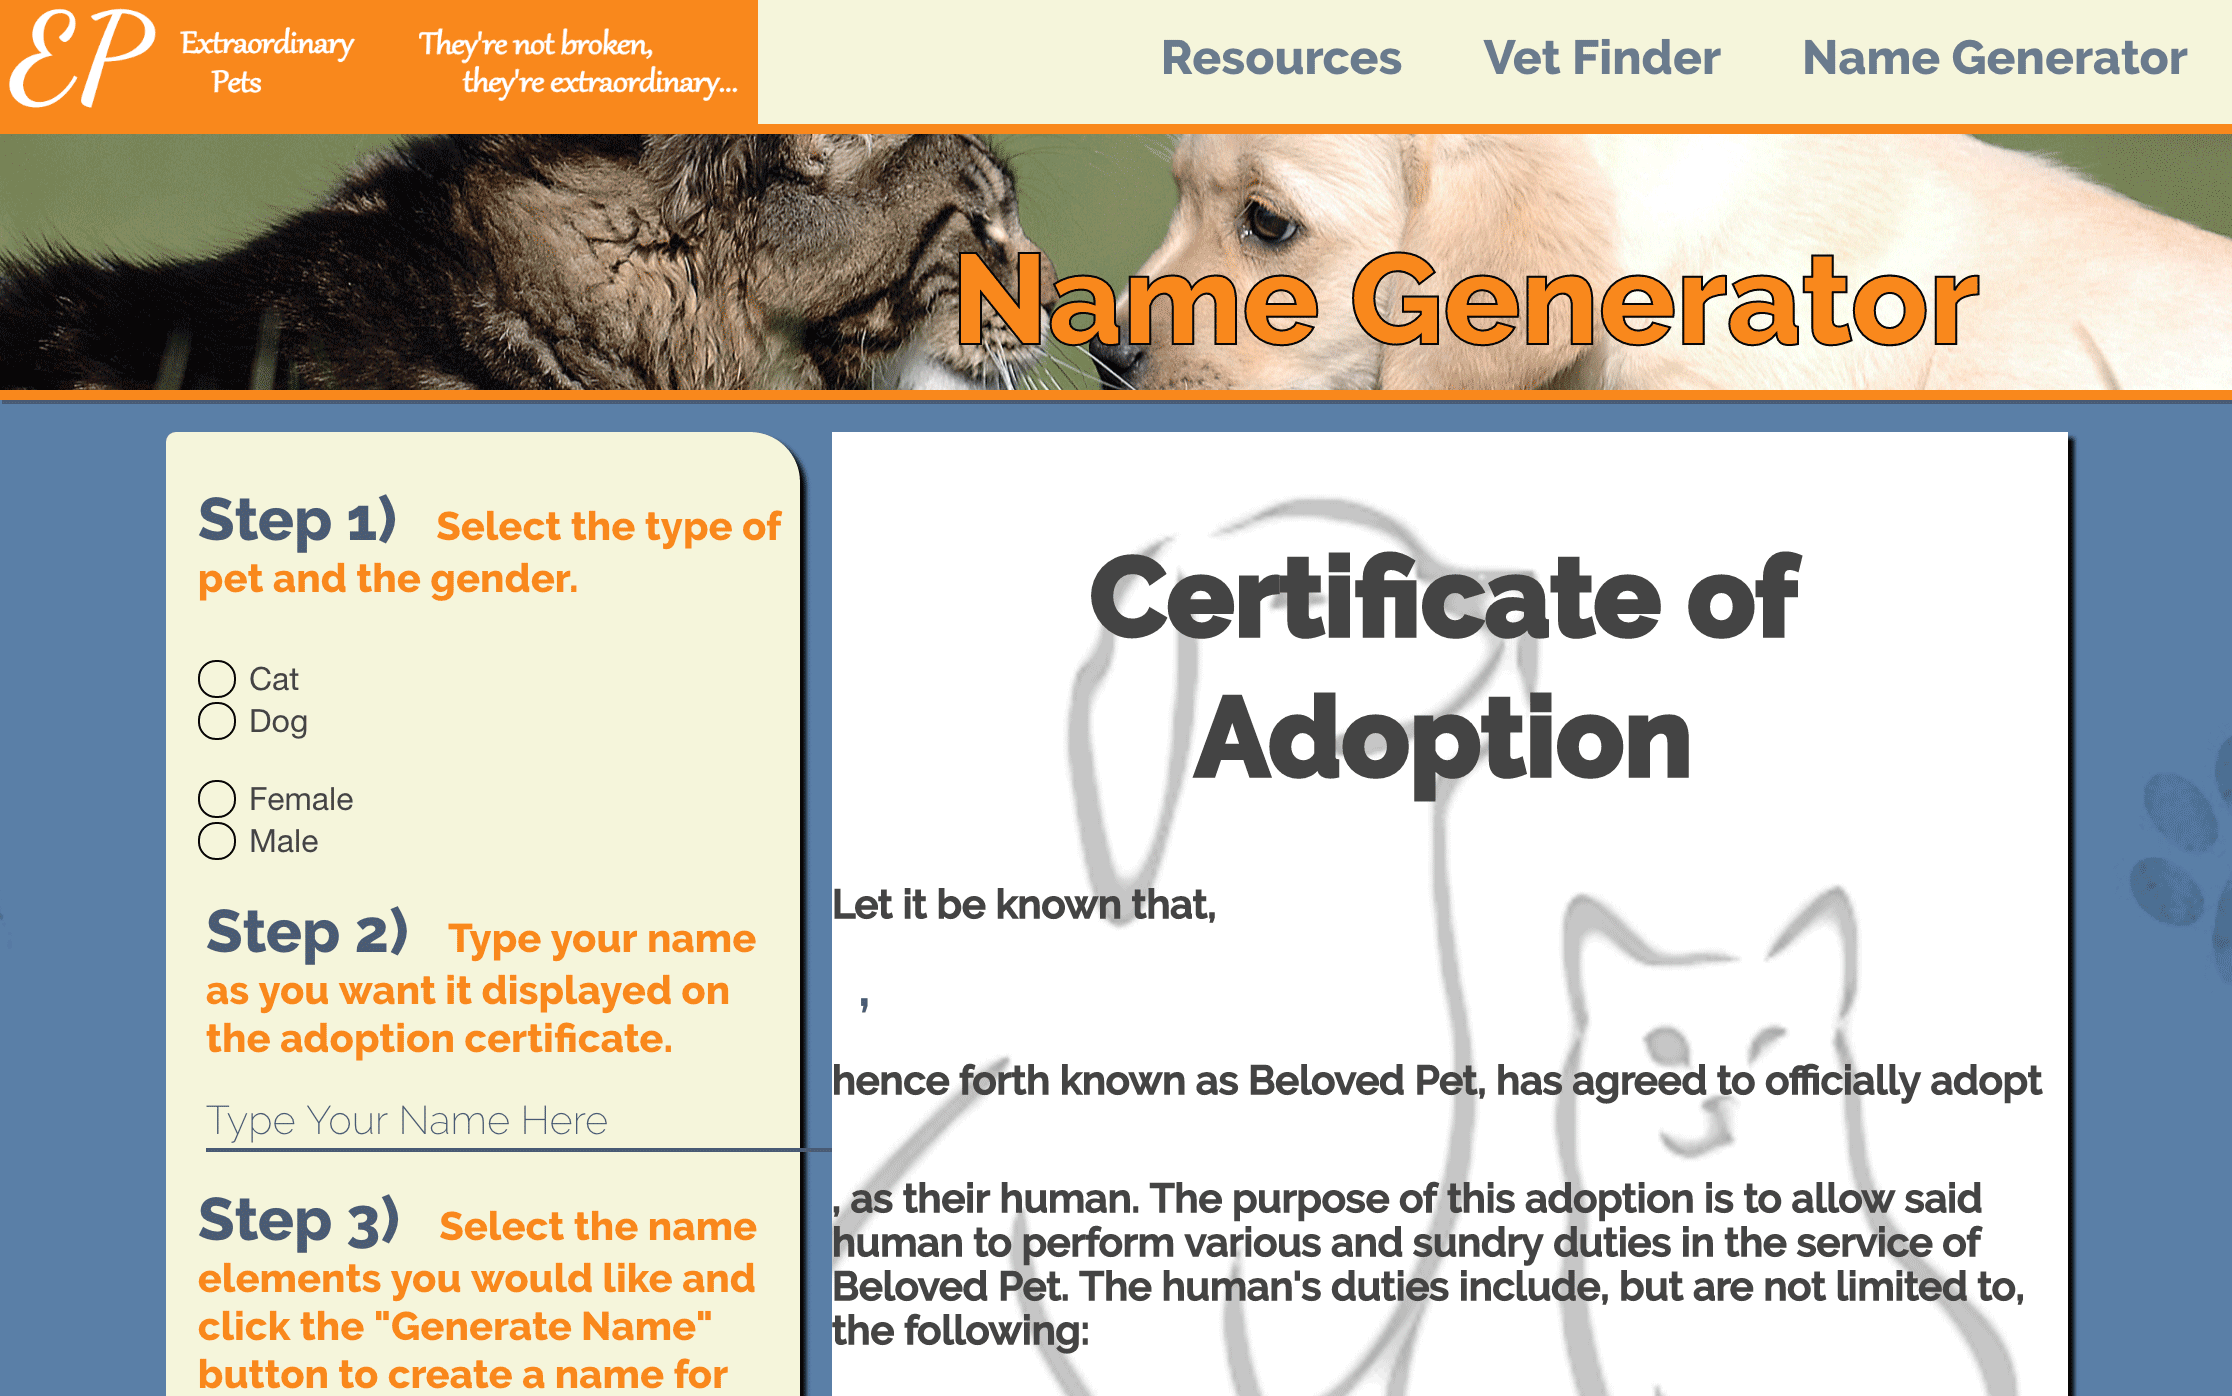 EP Extraordinary Pets
They're not broken,
they're extraordinary...
Resources Vet Finder Name Generator
Name Generator
Step 1) Select the type of
pet and the gender.
Cat
Dog
Female
Male
Step 2) Type your name
as you want it displayed on
the adoption certificate.
Type Your Name Here
Step 3) Select the name
elements you would like and
click the "Generate Name"
button to create a name for
Certificate of
Adoption
Let it be known that,
,
hence forth known as Beloved Pet, has agreed to officially adopt
, as their human. The purpose of this adoption is to allow said
human to perform various and sundry duties in the service of
Beloved Pet. The human's duties include, but are not limited to,
the following: